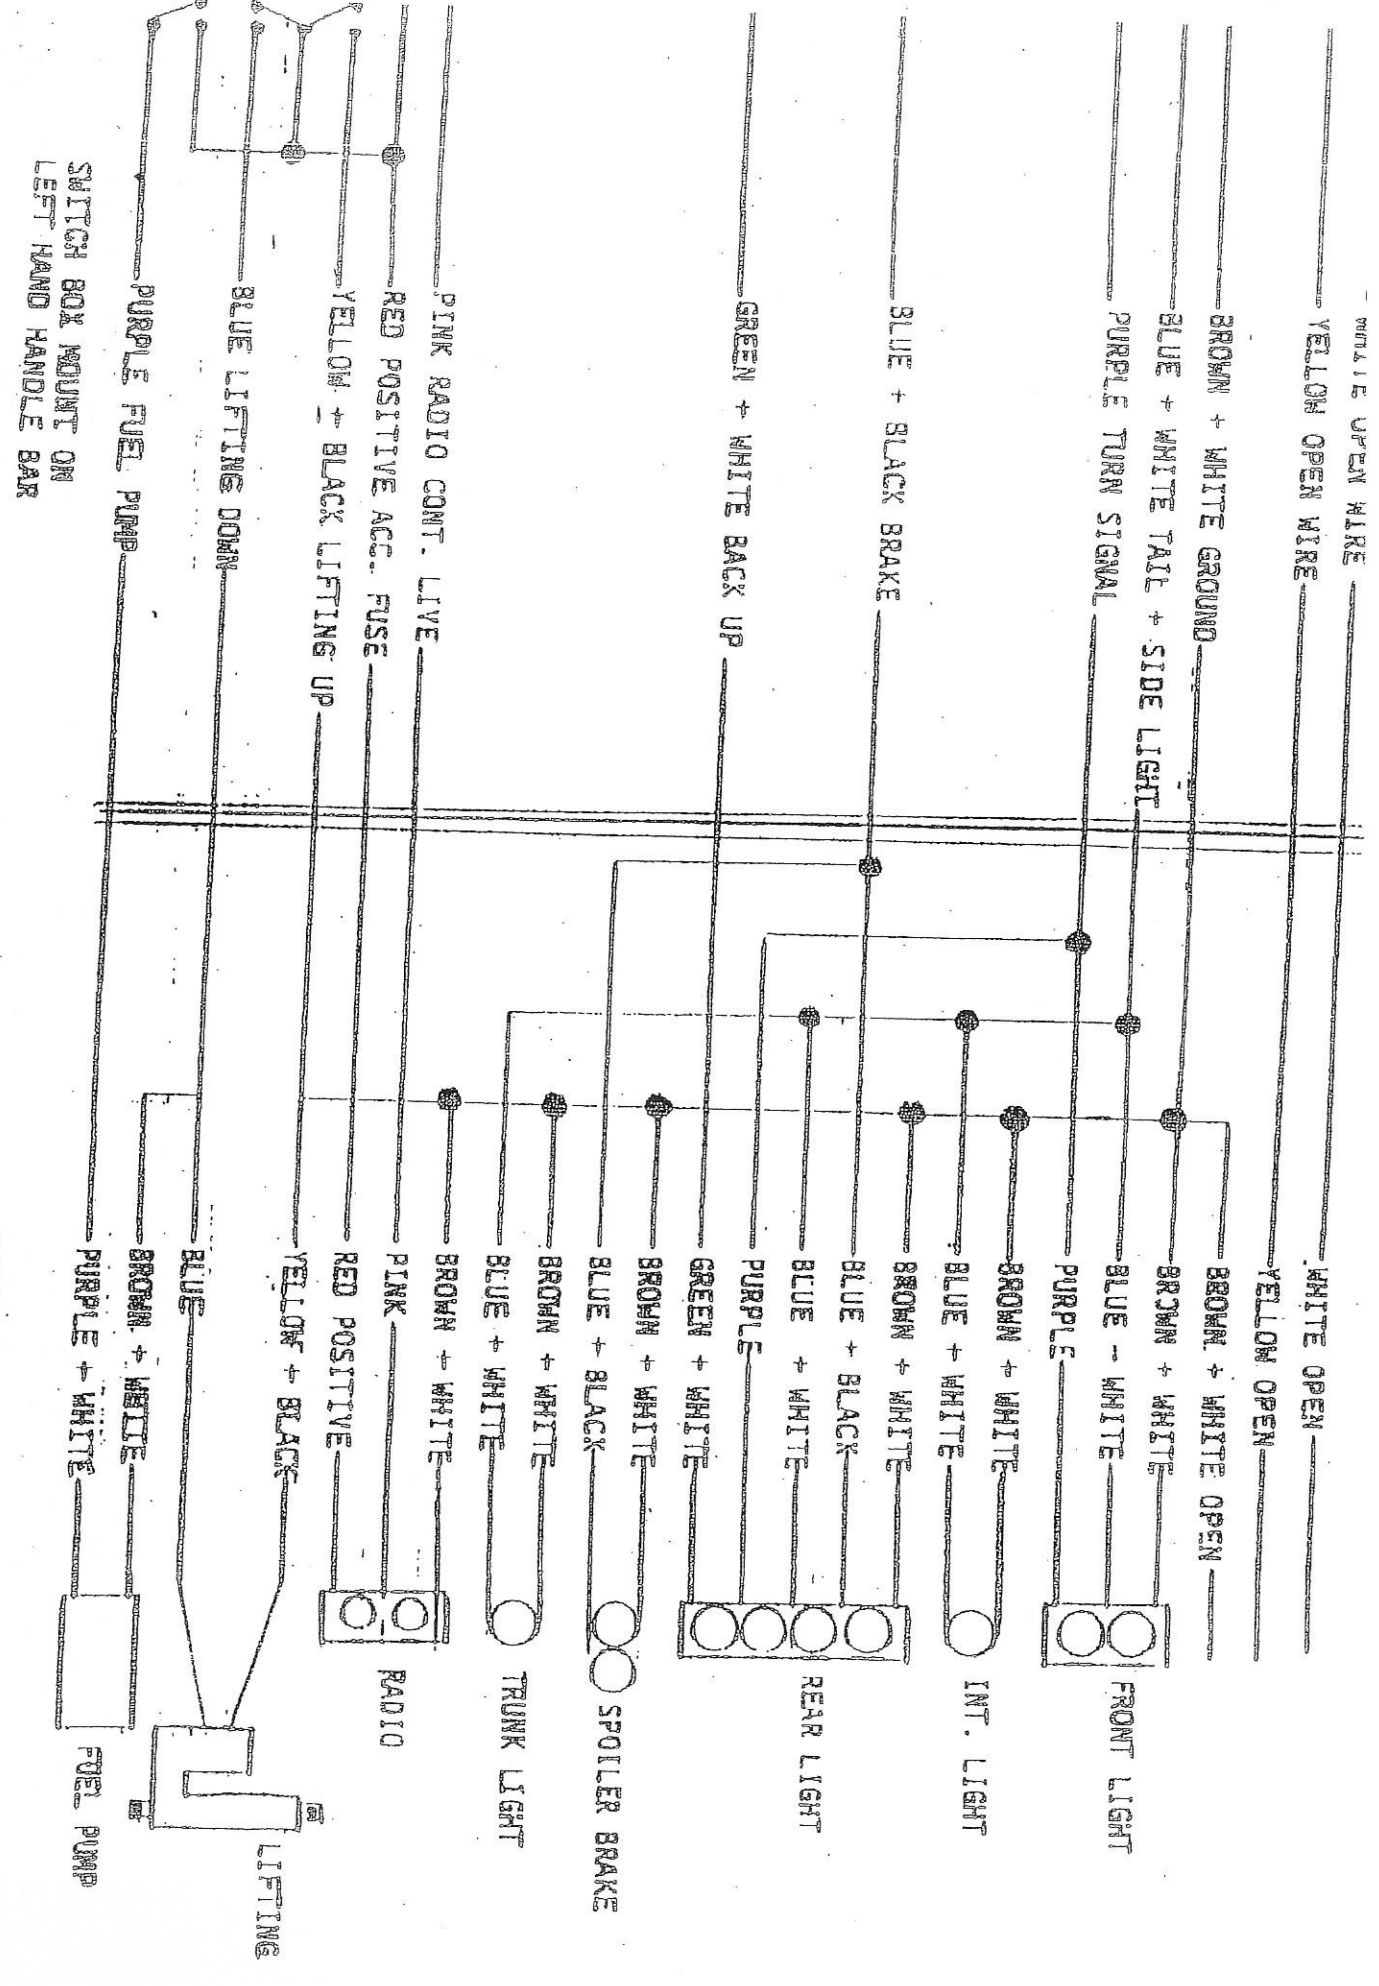 WHITE OPEN WIRE
YELLOW OPEN WIRE
BROWN + WHITE GROUND
BLUE + WHITE TAIL + SIDE LIGHT
PURPLE TURN SIGNAL
BLUE + BLACK BRAKE
GREEN + WHITE BACK UP
PINK RADIO CONT. LIVE
RED POSITIVE ACC. FUSE
YELLOW + BLACK LIFTING UP
BLUE LIFTING DOWN
PURPLE FUEL PUMP
SWITCH BOX MOUNT ON
LEFT HAND HANDLE BAR
WHITE OPEN
YELLOW OPEN
BROWN + WHITE OPEN
BROWN + WHITE
BLUE - WHITE
PURPLE
BROWN + WHITE
BLUE + WHITE
BROWN + WHITE
BLUE + BLACK
BLUE + WHITE
PURPLE
GREEN + WHITE
BROWN + WHITE
BLUE + BLACK
BROWN + WHITE
BLUE + WHITE
BROWN + WHITE
PINK
RED POSITIVE
YELLOW + BLACK
BLUE
BROWN + WHITE
PURPLE + WHITE
FRONT LIGHT
INT. LIGHT
REAR LIGHT
SPOILER BRAKE
TRUNK LIGHT
RADIO
LIFTING
FUEL PUMP